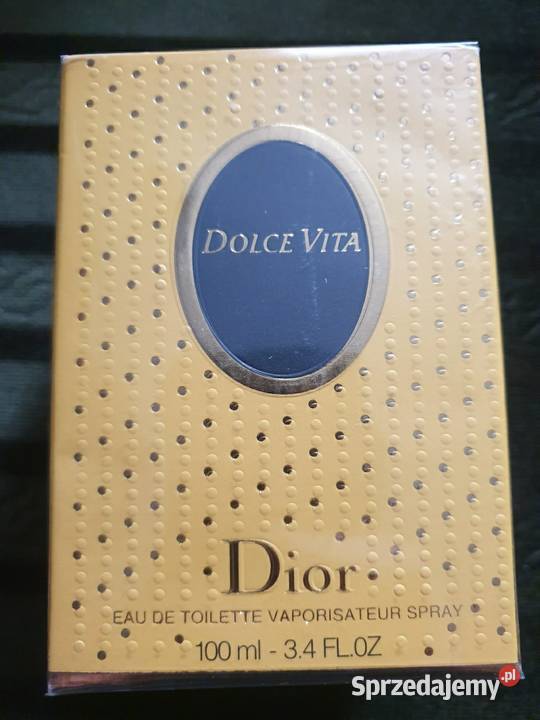 DOLCE VITA
Dior
EAU DE TOILETTE VAPORISATEUR SPRAY
100 ml - 3.4 FL.OZ
Sprzedajemy.pl